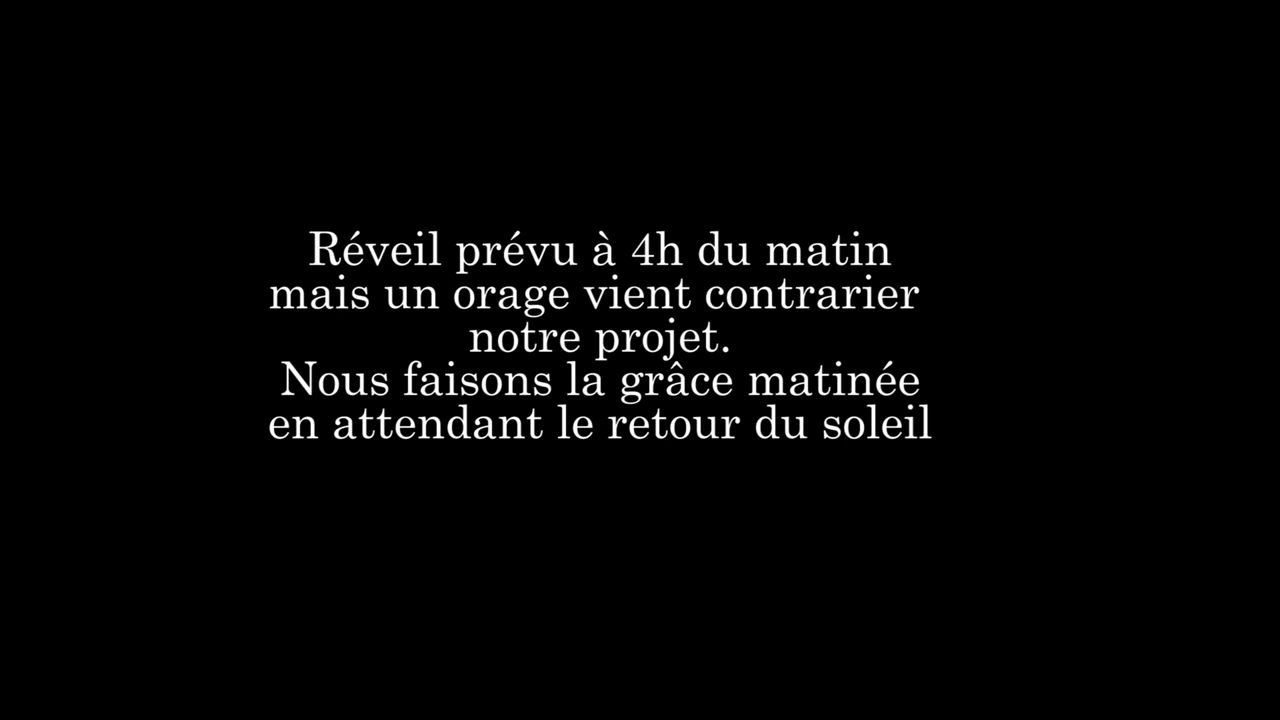 Réveil prévu à 4h du matin
mais un orage vient contrarier
notre projet.
Nous faisons la grâce matinée
en attendant le retour du soleil